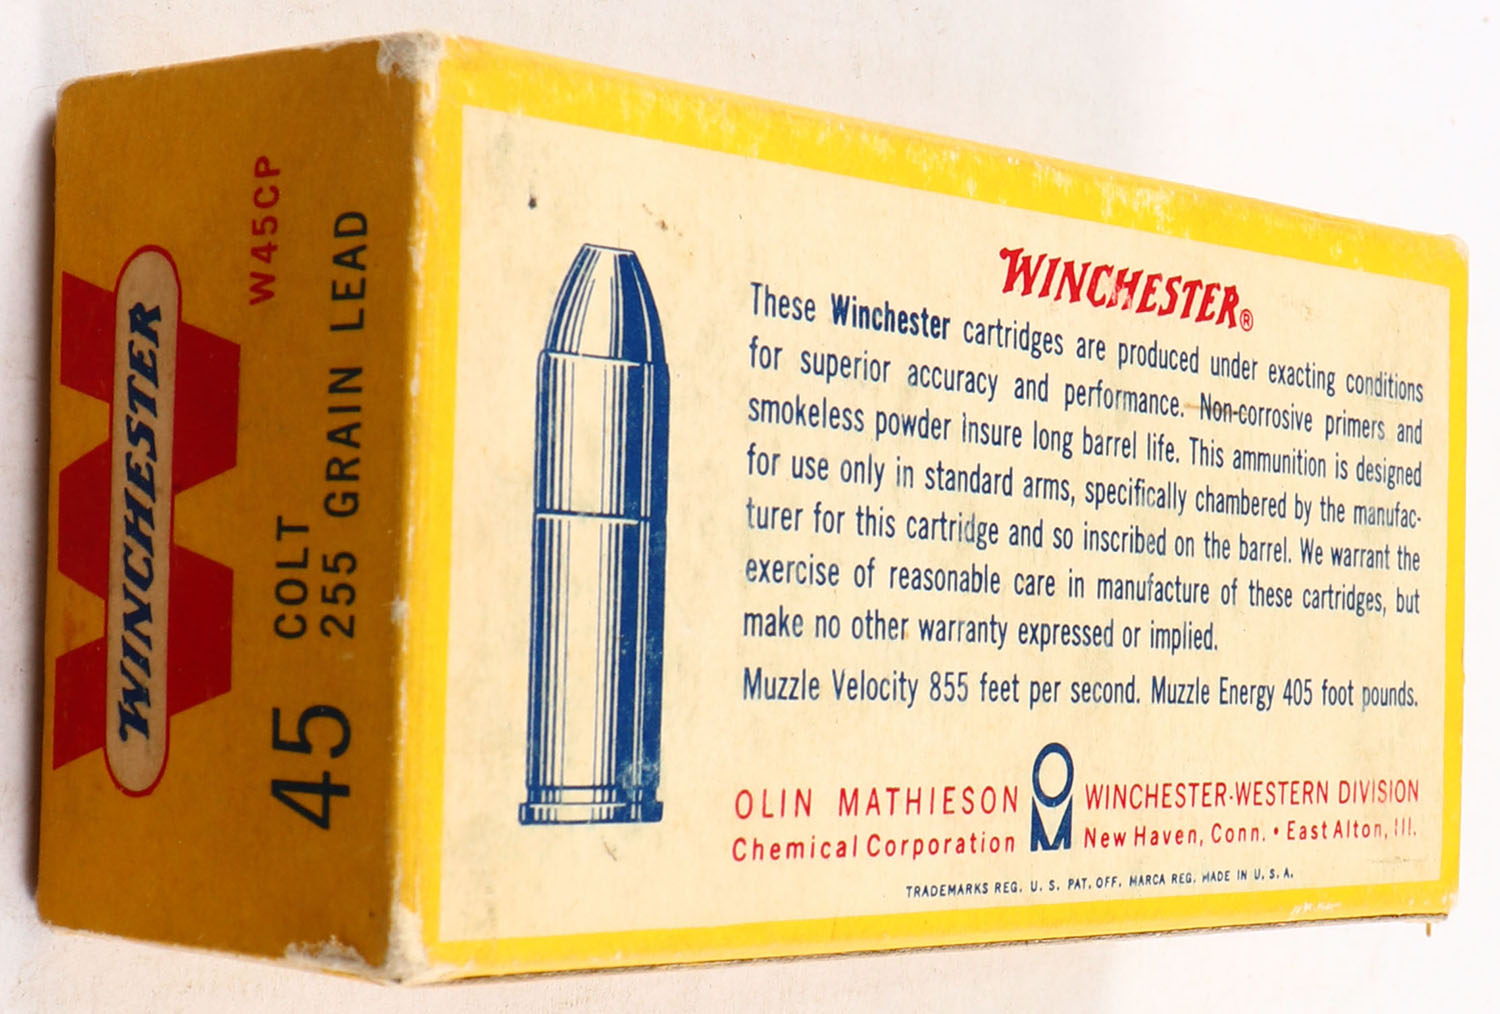 WINCHESTER
W45CP
45 COLT
255 GRAIN LEAD
WINCHESTER®
These Winchester cartridges are produced under exacting conditions
for superior accuracy and performance. Non-corrosive primers and
smokeless powder insure long barrel life. This ammunition is designed
for use only in standard arms, specifically chambered by the manufac-
turer for this cartridge and so inscribed on the barrel. We warrant the
exercise of reasonable care in manufacture of these cartridges, but
make no other warranty expressed or implied.
Muzzle Velocity 855 feet per second. Muzzle Energy 405 foot pounds.
OLIN MATHIESON
Chemical Corporation
WINCHESTER-WESTERN DIVISION
New Haven, Conn. • East Alton, Ill.
TRADEMARKS REG. U. S. PAT. OFF. MARCA REG. MADE IN U. S. A.